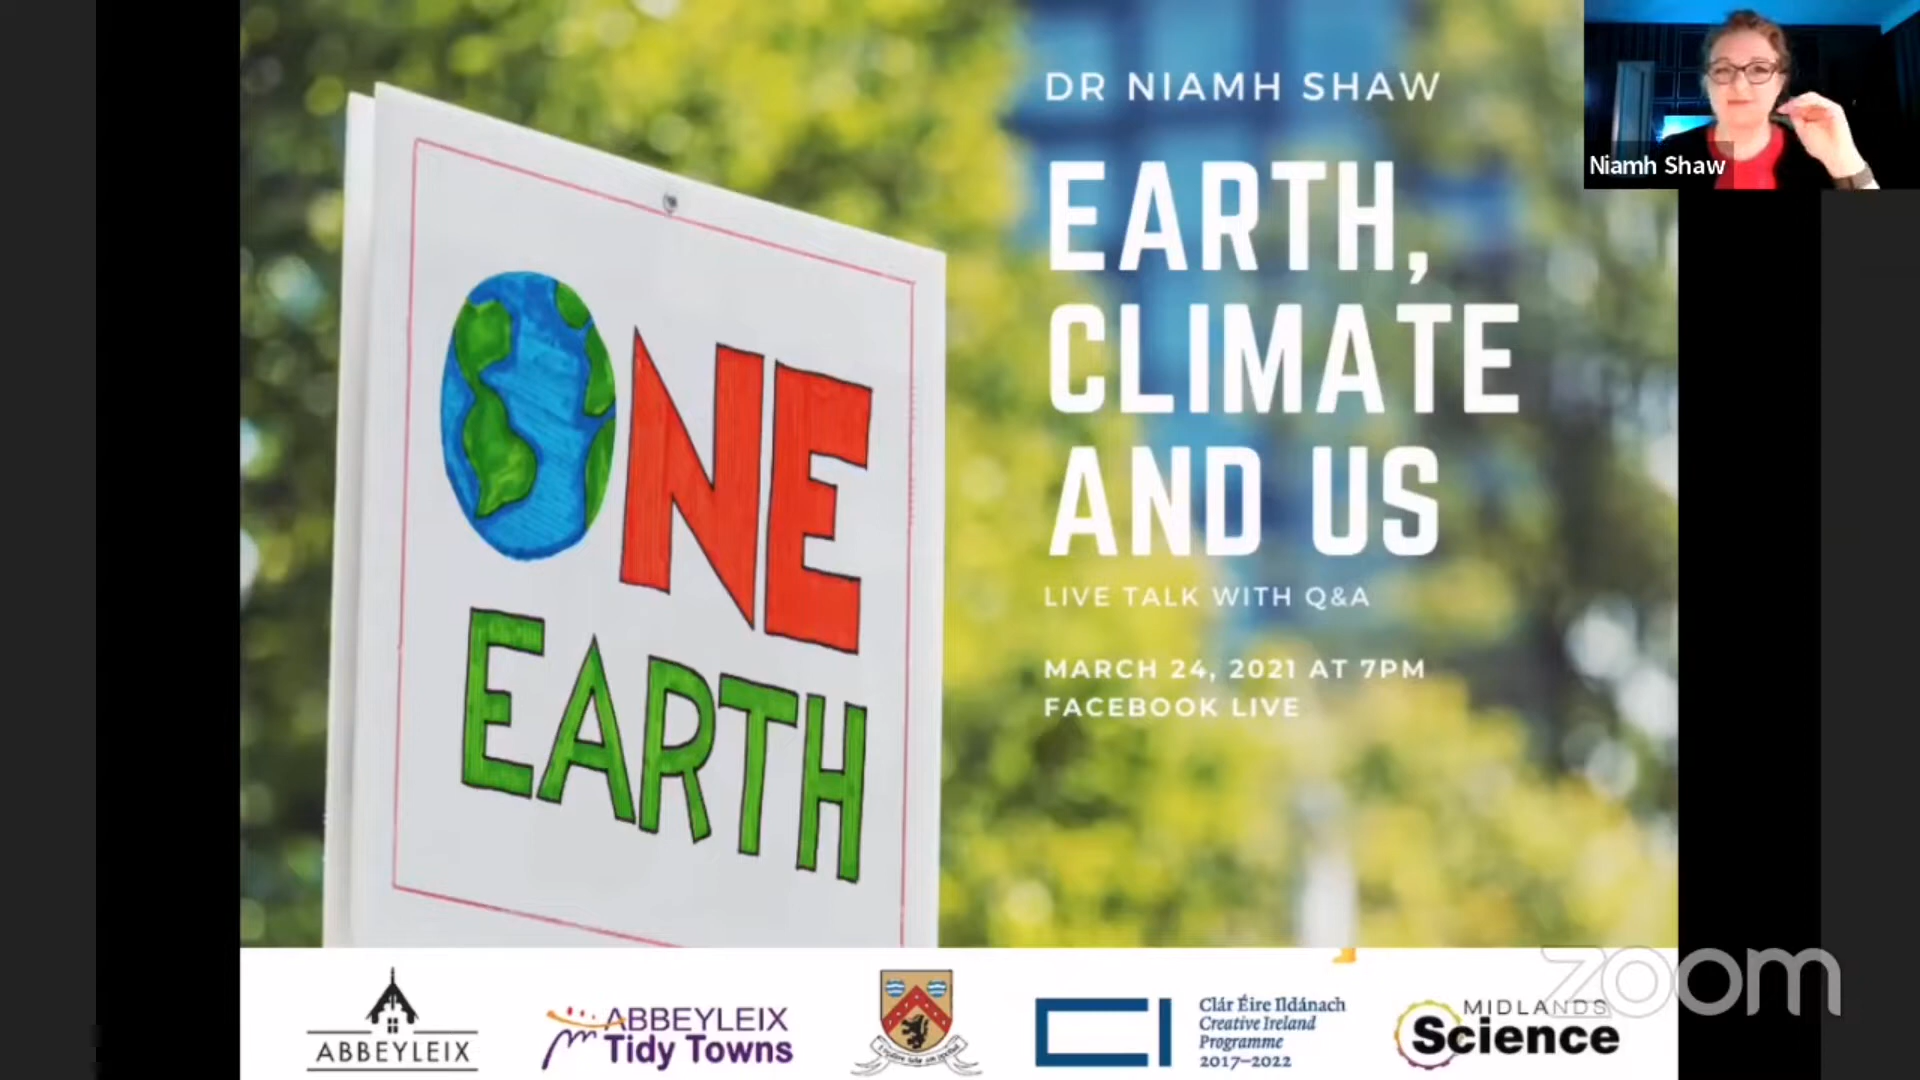 DR NIAMH SHAW
EARTH,
CLIMATE
AND US
LIVE TALK WITH Q&A
MARCH 24, 2021 AT 7PM
FACEBOOK LIVE
ONE
EARTH
Niamh Shaw
ABBEYLEIX
ABBEYLEIX
Tidy Towns
Clár Éire Ildánach
Creative Ireland
Programme
2017–2022
MIDLANDS
Science
zoom